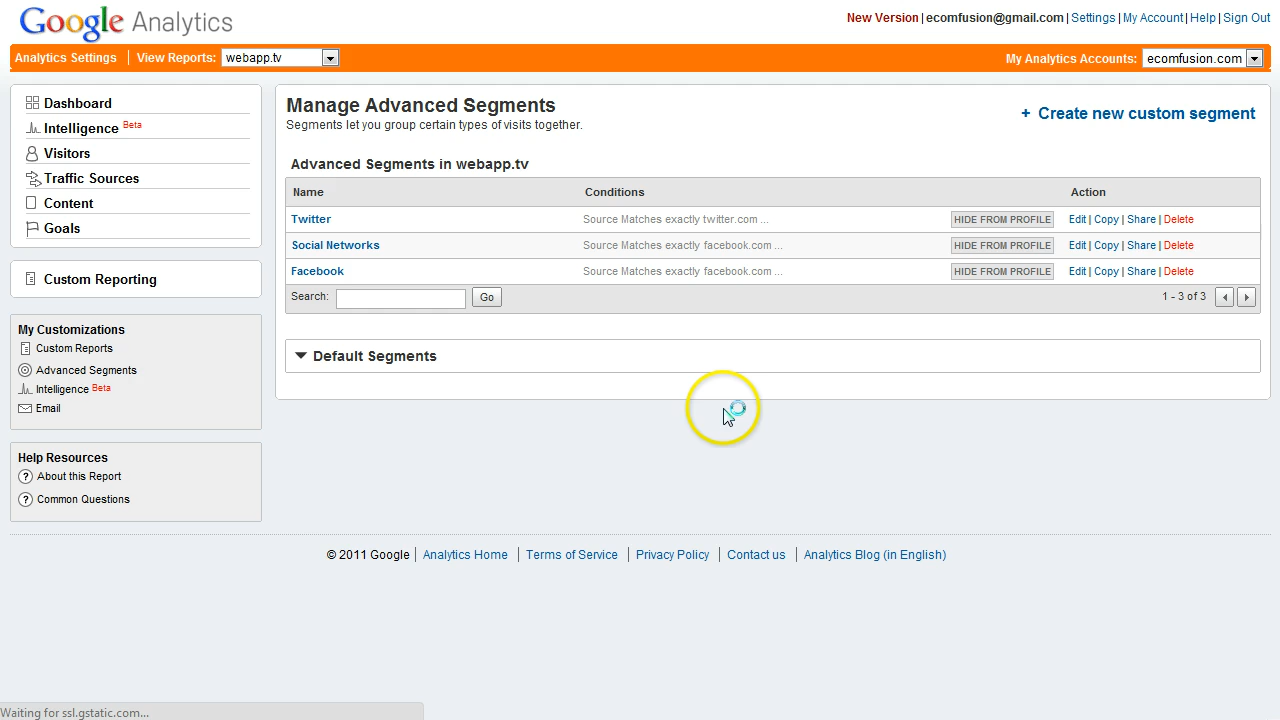 Google Analytics
New Version | ecomfusion@gmail.com | Settings | My Account | Help | Sign Out
Analytics Settings | View Reports: webapp.tv
My Analytics Accounts: ecomfusion.com
Dashboard
Intelligence Beta
Visitors
Traffic Sources
Content
Goals
Custom Reporting
My Customizations
Custom Reports
Advanced Segments
Intelligence Beta
Email
Help Resources
About this Report
Common Questions
Manage Advanced Segments
Segments let you group certain types of visits together.
+ Create new custom segment
Advanced Segments in webapp.tv
Name Conditions Action
Twitter Source Matches exactly twitter.com ... HIDE FROM PROFILE Edit | Copy | Share | Delete
Social Networks Source Matches exactly facebook.com ... HIDE FROM PROFILE Edit | Copy | Share | Delete
Facebook Source Matches exactly facebook.com ... HIDE FROM PROFILE Edit | Copy | Share | Delete
Search: Go 1 - 3 of 3
Default Segments
© 2011 Google | Analytics Home | Terms of Service | Privacy Policy | Contact us | Analytics Blog (in English)
Waiting for ssl.gstatic.com...